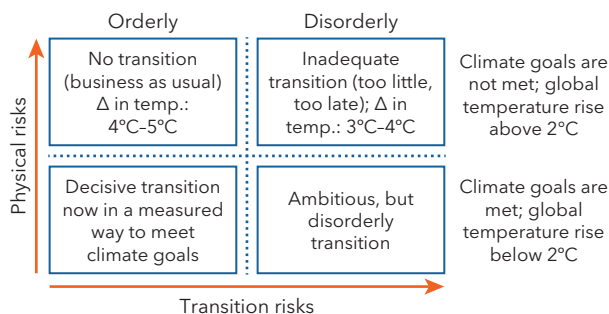 Orderly
Disorderly
Physical risks
No transition
(business as usual)
Δ in temp.:
4ºC–5ºC
Inadequate
transition (too little,
too late); Δ in
temp.: 3ºC–4ºC
Climate goals are
not met; global
temperature rise
above 2ºC
Decisive transition
now in a measured
way to meet
climate goals
Ambitious, but
disorderly
transition
Climate goals are
met; global
temperature rise
below 2ºC
Transition risks